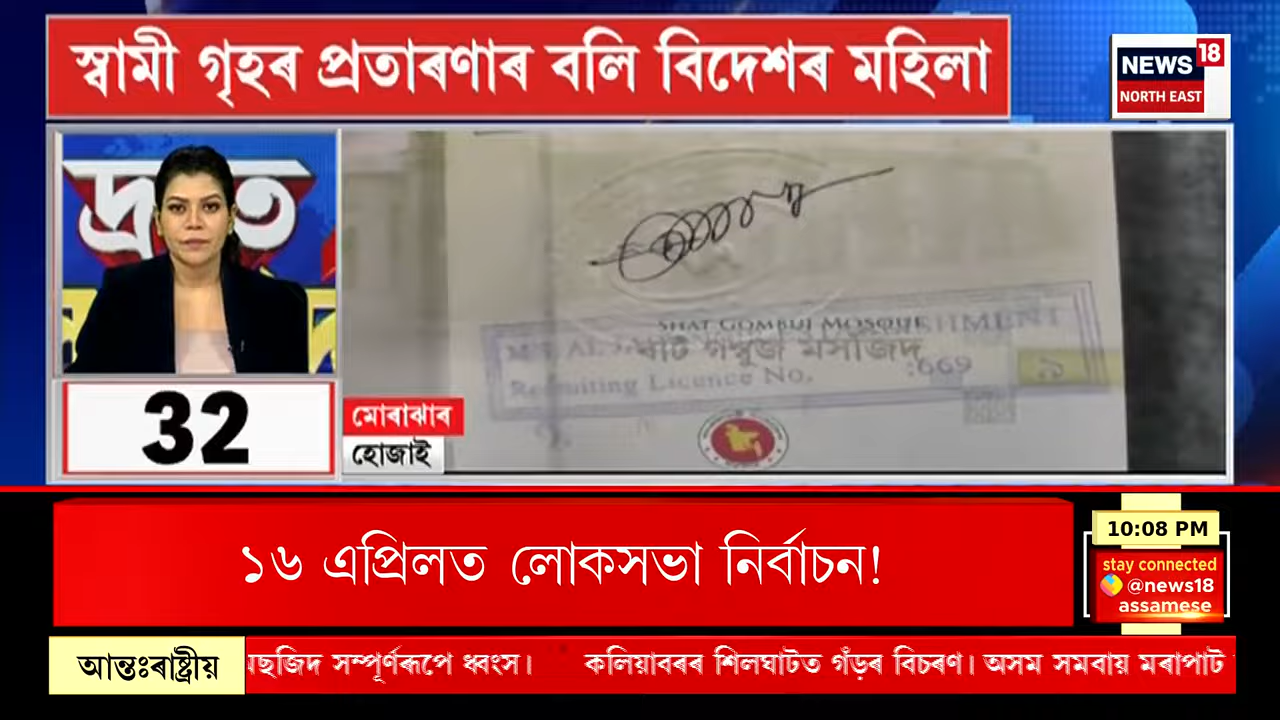 স্বামী গৃহৰ প্ৰতাৰণাৰ বলি বিদেশৰ মহিলা
NEWS 18
NORTH EAST
দ্ৰুত
32
মোৰাঝাৰ
হোজাই
SHAT GOMBUJ MOSQUE
ষাট গম্বুজ মসজিদ
Recruiting Licence No. :669
১৬ এপ্ৰিলত লোকসভা নিৰ্বাচন!
10:08 PM
stay connected
@news18
assamese
আন্তঃৰাষ্ট্ৰীয়
মছজিদ সম্পূৰ্ণৰূপে ধ্বংস। কলিয়াবৰৰ শিলঘাটত গঁড়ৰ বিচৰণ। অসম সমবায় মৰাপাট